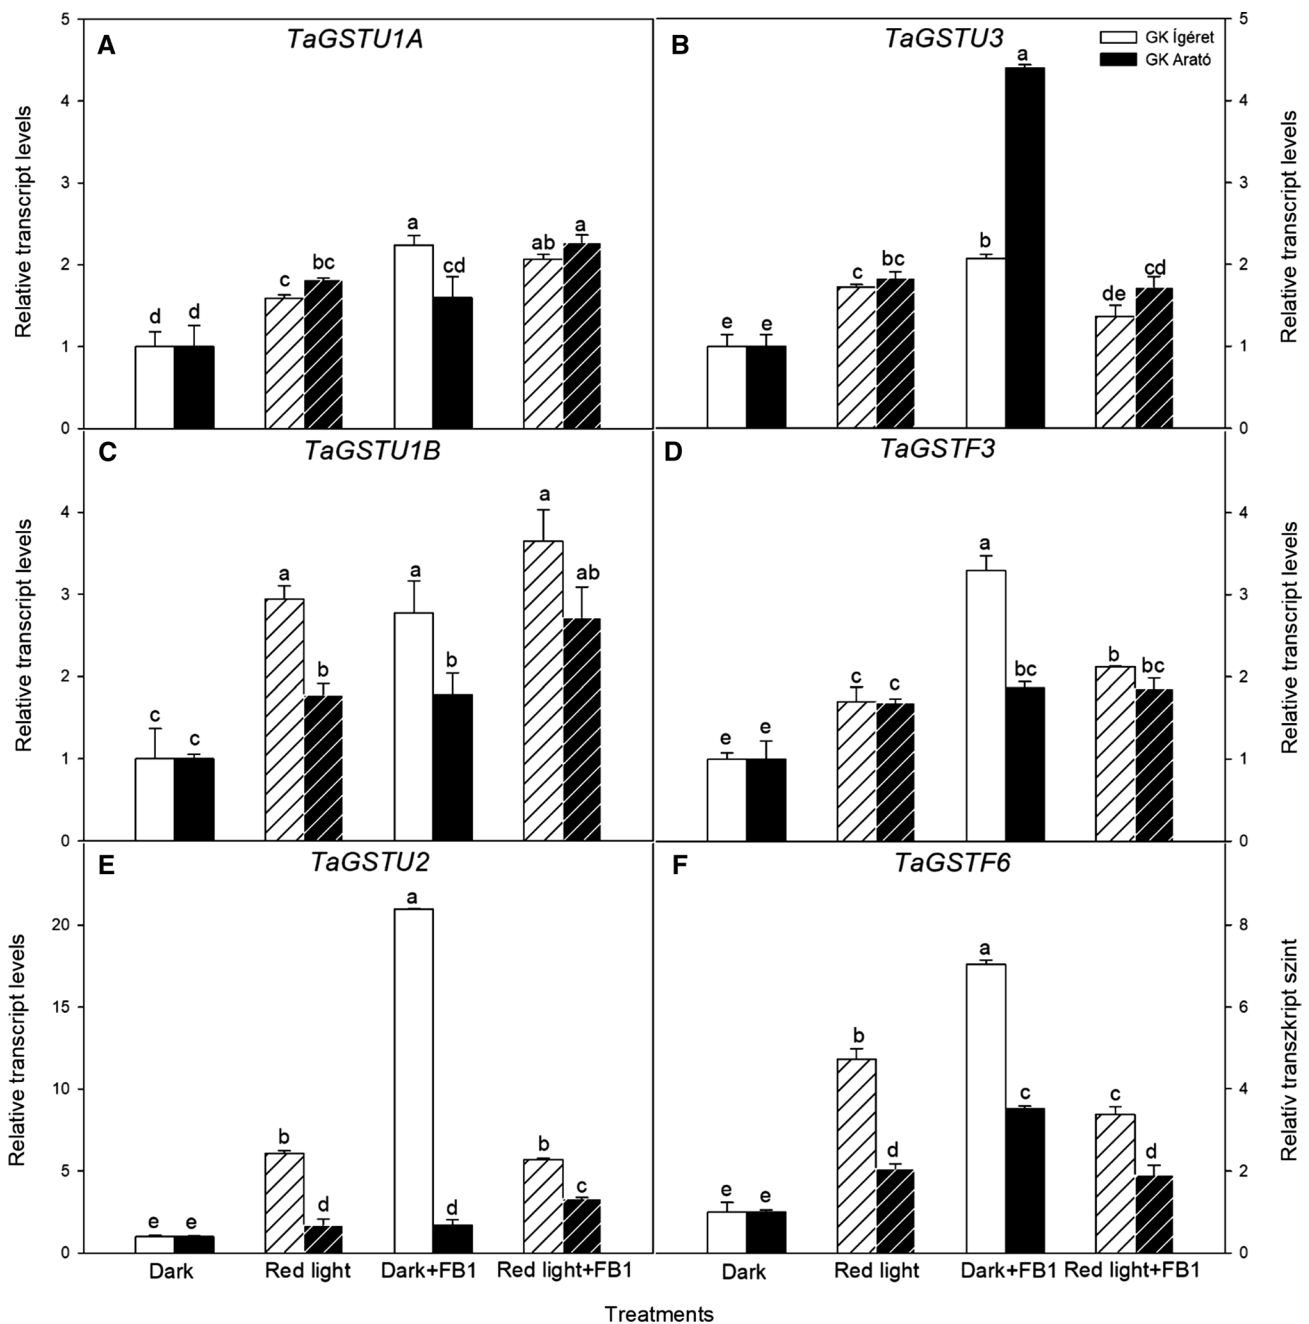 A
TaGSTU1A
Relative transcript levels
5
4
3
2
1
0
d
d
c
bc
a
cd
ab
a
B
TaGSTU3
GK Ígéret
GK Arató
e
e
c
bc
b
a
de
cd
5
4
3
2
1
0
Relative transcript levels
C
TaGSTU1B
Relative transcript levels
4
3
2
1
0
c
c
a
b
a
b
a
ab
D
TaGSTF3
e
e
c
c
a
bc
b
bc
4
3
2
1
0
Relative transcript levels
E
TaGSTU2
Relative transcript levels
20
15
10
5
0
e
e
b
d
a
d
b
c
Dark
Red light
Dark+FB1
Red light+FB1
F
TaGSTF6
e
e
b
d
a
c
c
d
8
6
4
2
0
Relatív transzkript szint
Dark
Red light
Dark+FB1
Red light+FB1
Treatments